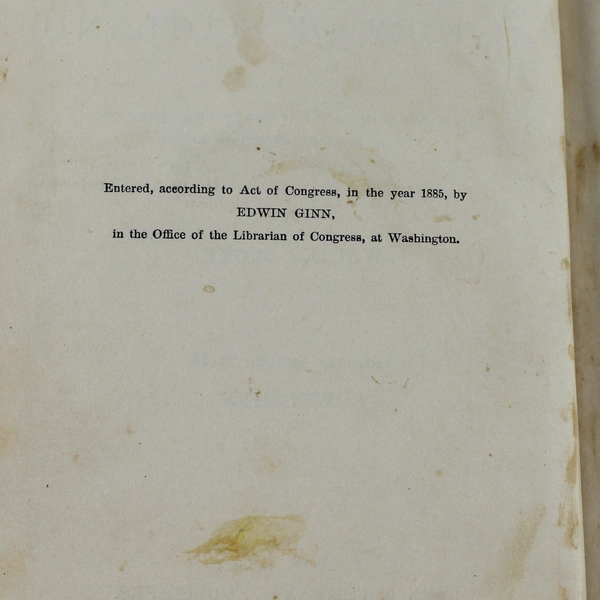 Entered, according to Act of Congress, in the year 1885, by
EDWIN GINN,
in the Office of the Librarian of Congress, at Washington.